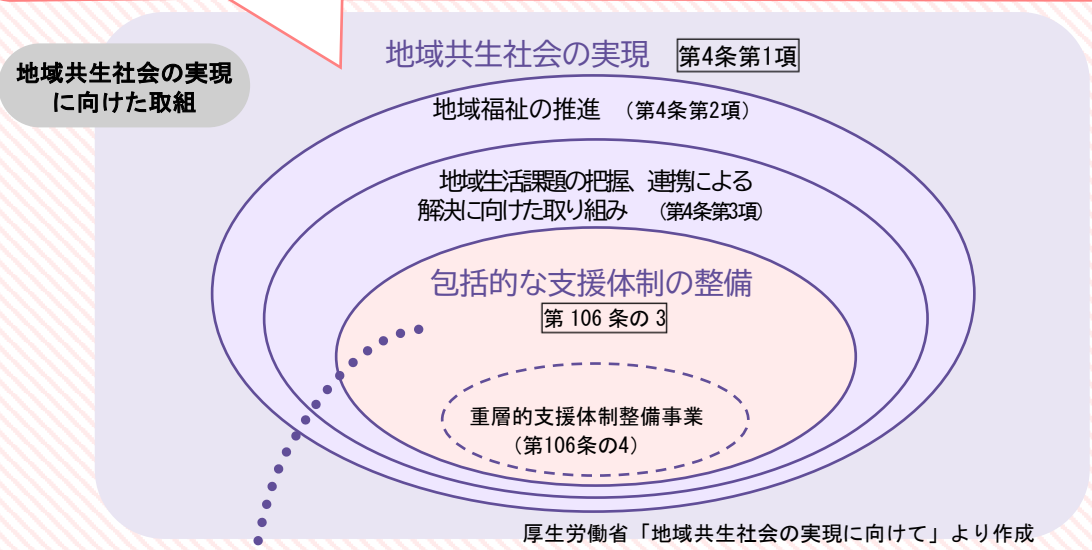 地域共生社会の実現
に向けた取組
地域共生社会の実現 第4条第1項
地域福祉の推進 （第4条第2項）
地域生活課題の把握、連携による
解決に向けた取り組み （第4条第3項）
包括的な支援体制の整備
第 106 条の 3
重層的支援体制整備事業
（第106条の4）
厚生労働省「地域共生社会の実現に向けて」より作成